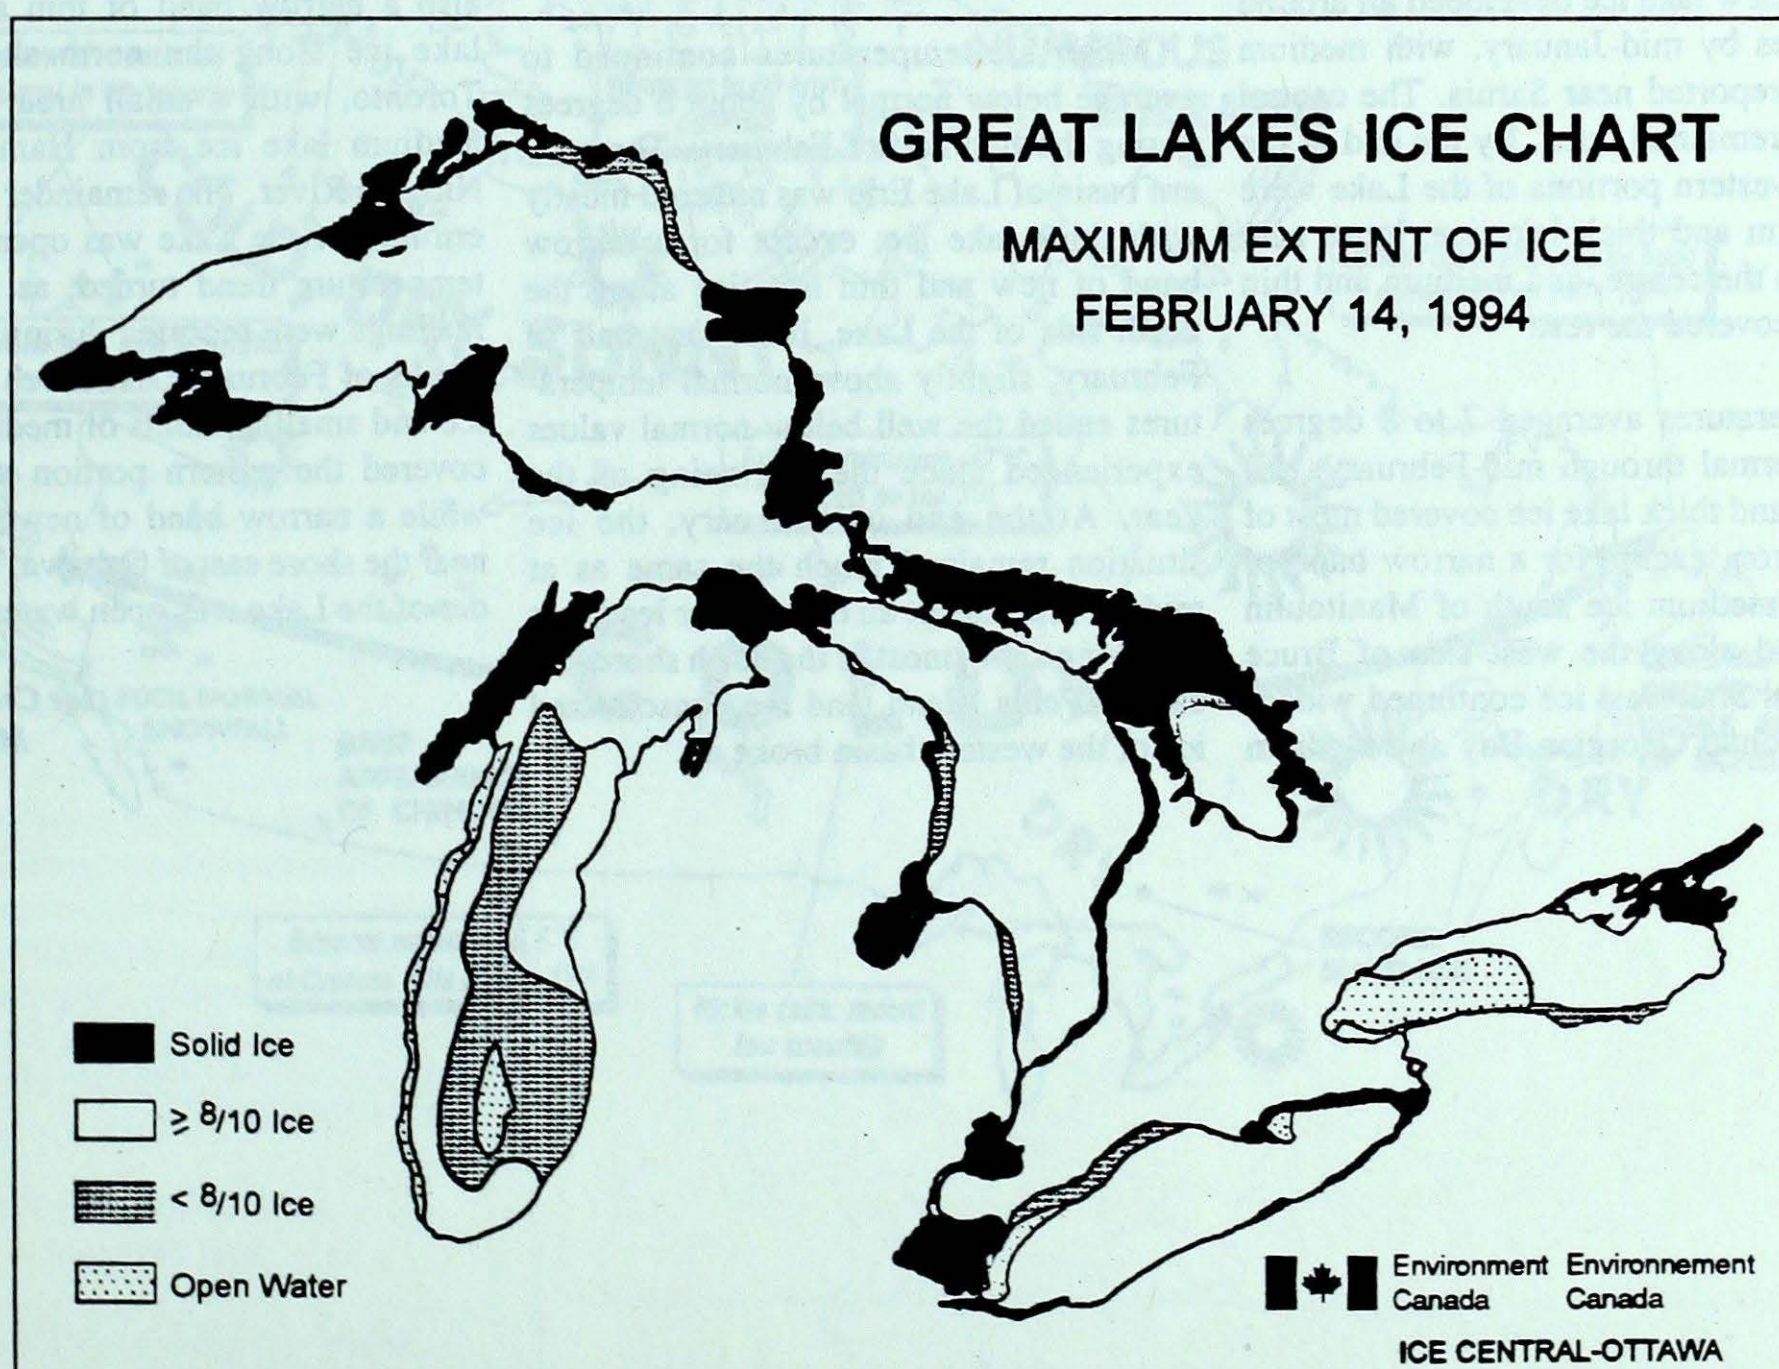 GREAT LAKES ICE CHART
MAXIMUM EXTENT OF ICE
FEBRUARY 14, 1994
Solid Ice
≥ 8/10 Ice
< 8/10 Ice
Open Water
Environment Environnement
Canada Canada
ICE CENTRAL-OTTAWA